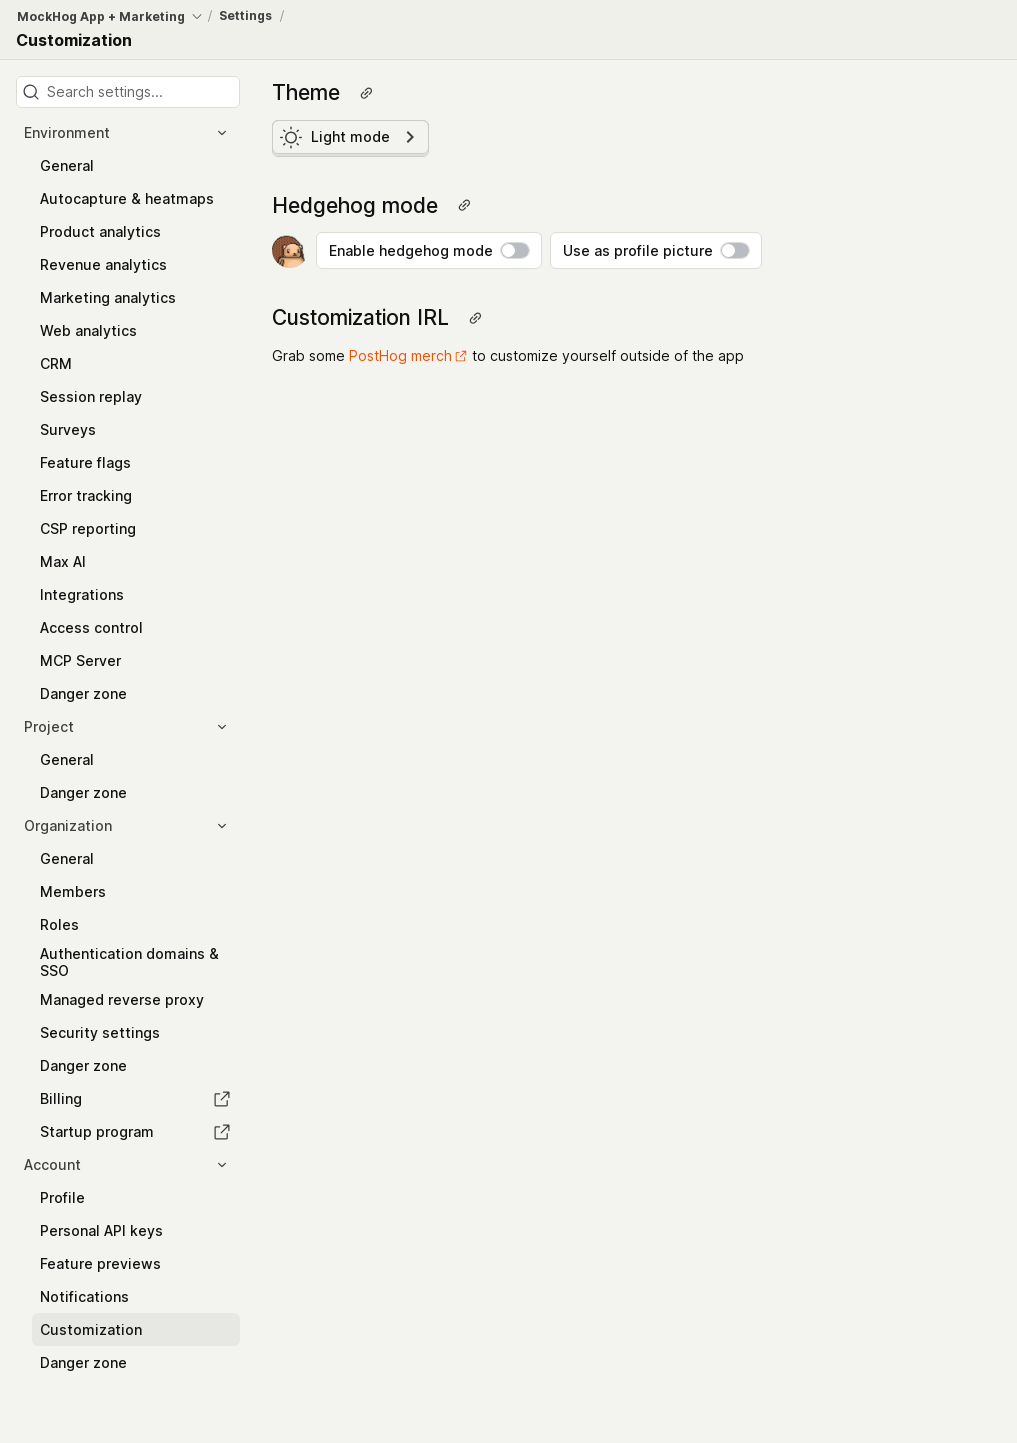 MockHog App + Marketing / Settings /
Customization
Search settings...
Environment
General
Autocapture & heatmaps
Product analytics
Revenue analytics
Marketing analytics
Web analytics
CRM
Session replay
Surveys
Feature flags
Error tracking
CSP reporting
Max AI
Integrations
Access control
MCP Server
Danger zone
Project
General
Danger zone
Organization
General
Members
Roles
Authentication domains &
SSO
Managed reverse proxy
Security settings
Danger zone
Billing
Startup program
Account
Profile
Personal API keys
Feature previews
Notifications
Customization
Danger zone
Theme
Light mode
Hedgehog mode
Enable hedgehog mode
Use as profile picture
Customization IRL
Grab some PostHog merch to customize yourself outside of the app